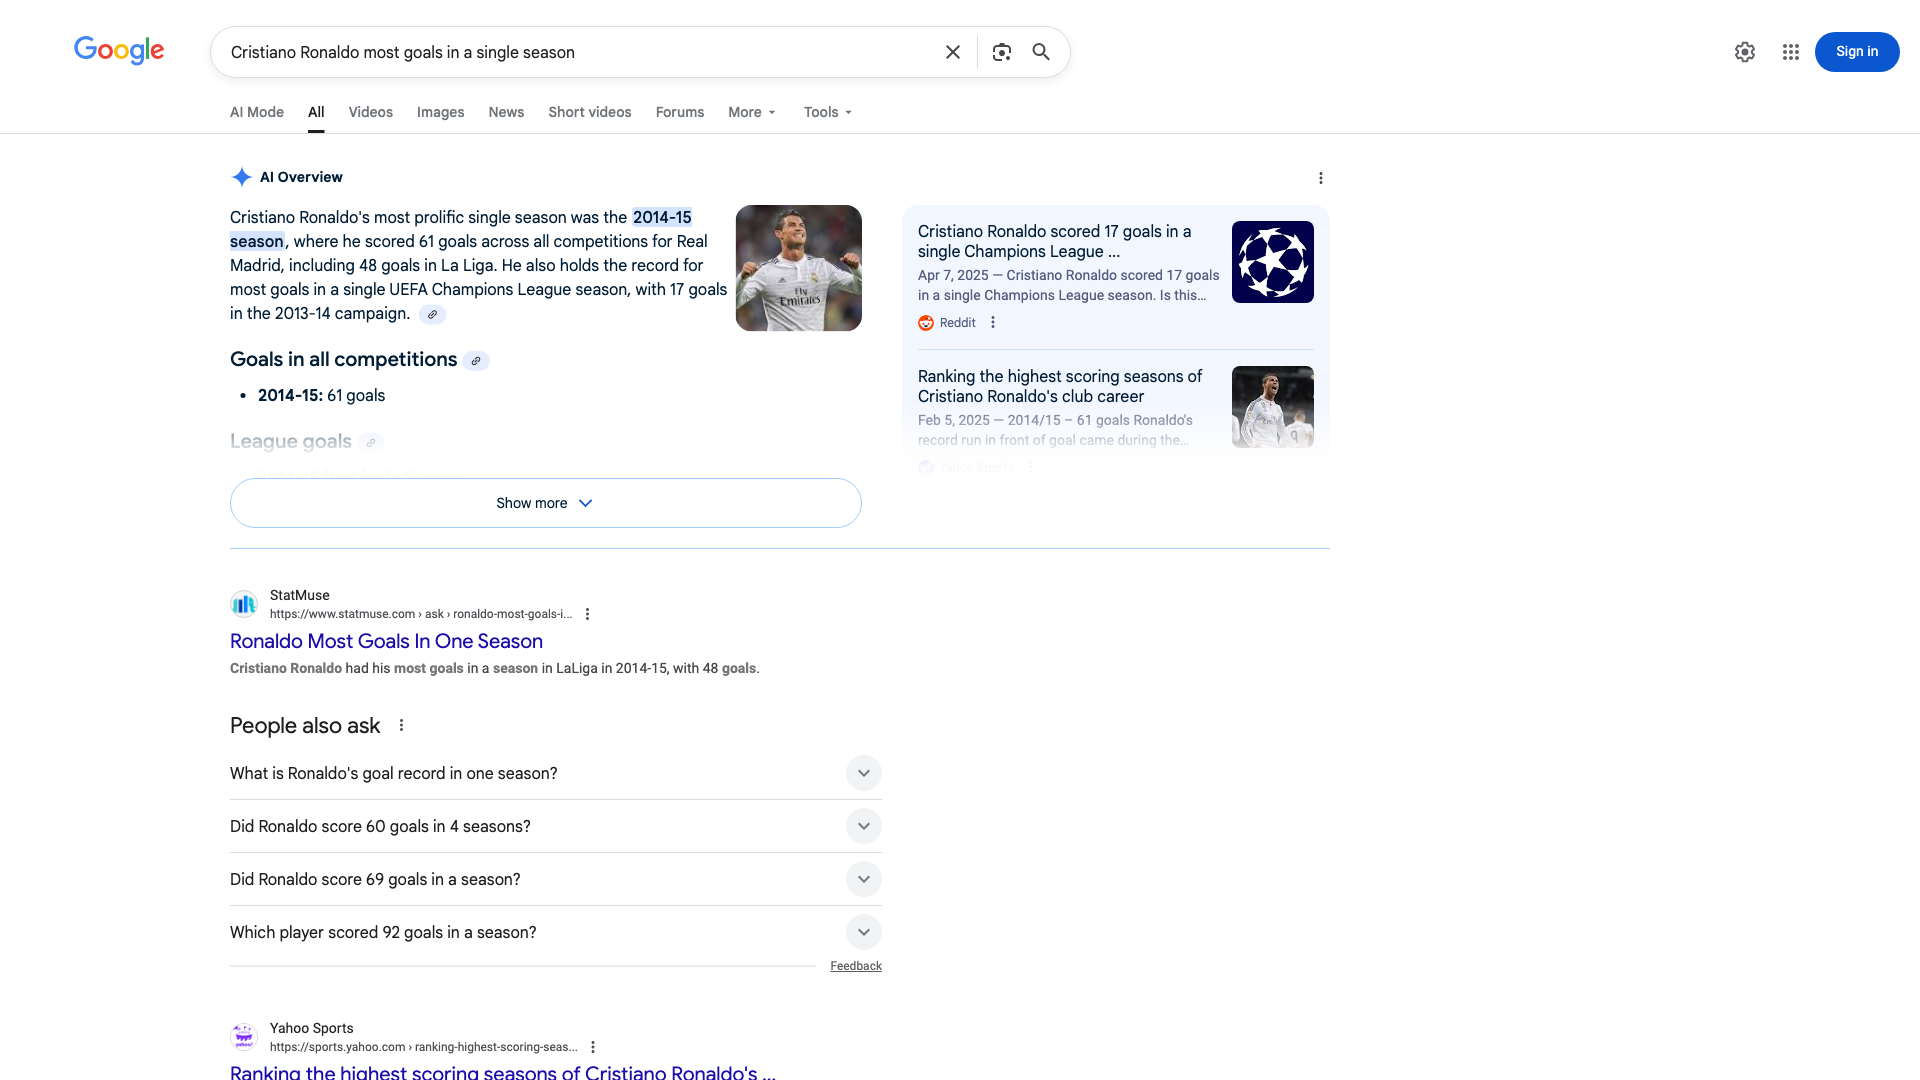 Google
Cristiano Ronaldo most goals in a single season
Sign in
AI Mode
All
Videos
Images
News
Short videos
Forums
More
Tools
AI Overview
Cristiano Ronaldo's most prolific single season was the 2014-15
season, where he scored 61 goals across all competitions for Real
Madrid, including 48 goals in La Liga. He also holds the record for
most goals in a single UEFA Champions League season, with 17 goals
in the 2013-14 campaign.
Fly
Emirates
Goals in all competitions
2014-15: 61 goals
League goals
Show more
Cristiano Ronaldo scored 17 goals in a
single Champions League ...
Apr 7, 2025 — Cristiano Ronaldo scored 17 goals
in a single Champions League season. Is this...
Reddit
Ranking the highest scoring seasons of
Cristiano Ronaldo's club career
Feb 5, 2025 — 2014/15 – 61 goals Ronaldo's
record run in front of goal came during the...
Yahoo Sports
9
StatMuse
https://www.statmuse.com › ask › ronaldo-most-goals-i...
Ronaldo Most Goals In One Season
Cristiano Ronaldo had his most goals in a season in LaLiga in 2014-15, with 48 goals.
People also ask
What is Ronaldo's goal record in one season?
Did Ronaldo score 60 goals in 4 seasons?
Did Ronaldo score 69 goals in a season?
Which player scored 92 goals in a season?
Feedback
Yahoo Sports
https://sports.yahoo.com › ranking-highest-scoring-seas...
Ranking the highest scoring seasons of Cristiano Ronaldo's ...